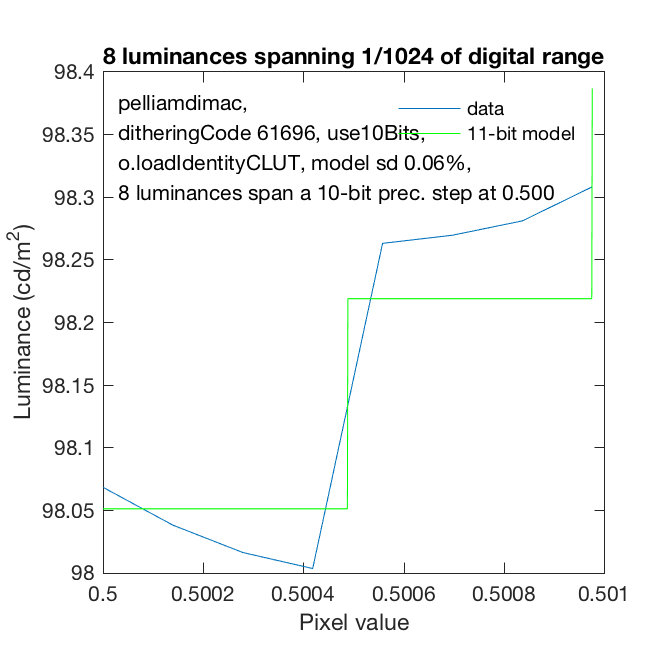 8 luminances spanning 1/1024 of digital range
98.4
98.35
98.3
98.25
98.2
98.15
98.1
98.05
98
Luminance (cd/m2)
pelliamdimac,
ditheringCode 61696, use10Bits,
o.loadIdentityCLUT, model sd 0.06%,
8 luminances span a 10-bit prec. step at 0.500
data
11-bit model
0.5 0.5002 0.5004 0.5006 0.5008 0.501
Pixel value